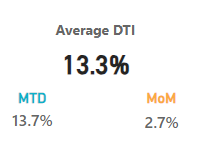 Average DTI
13.3%
MTD MoM
13.7% 2.7%